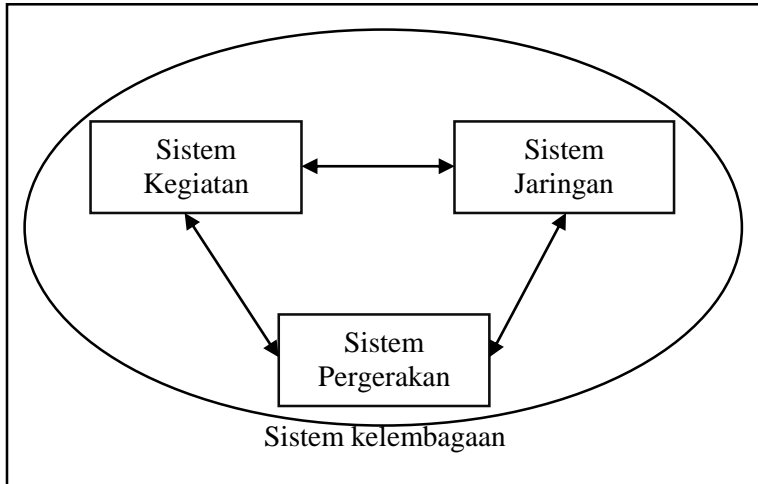 Sistem
Kegiatan
Sistem
Jaringan
Sistem
Pergerakan
Sistem kelembagaan